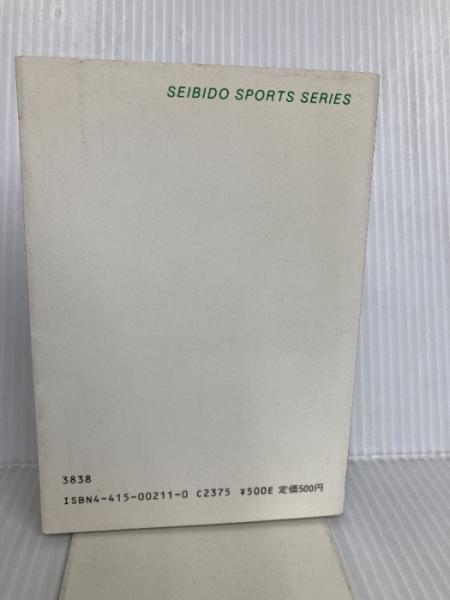 SEIBIDO SPORTS SERIES
3838
ISBN4-415-00211-0 C2375 ¥500E 定価500円